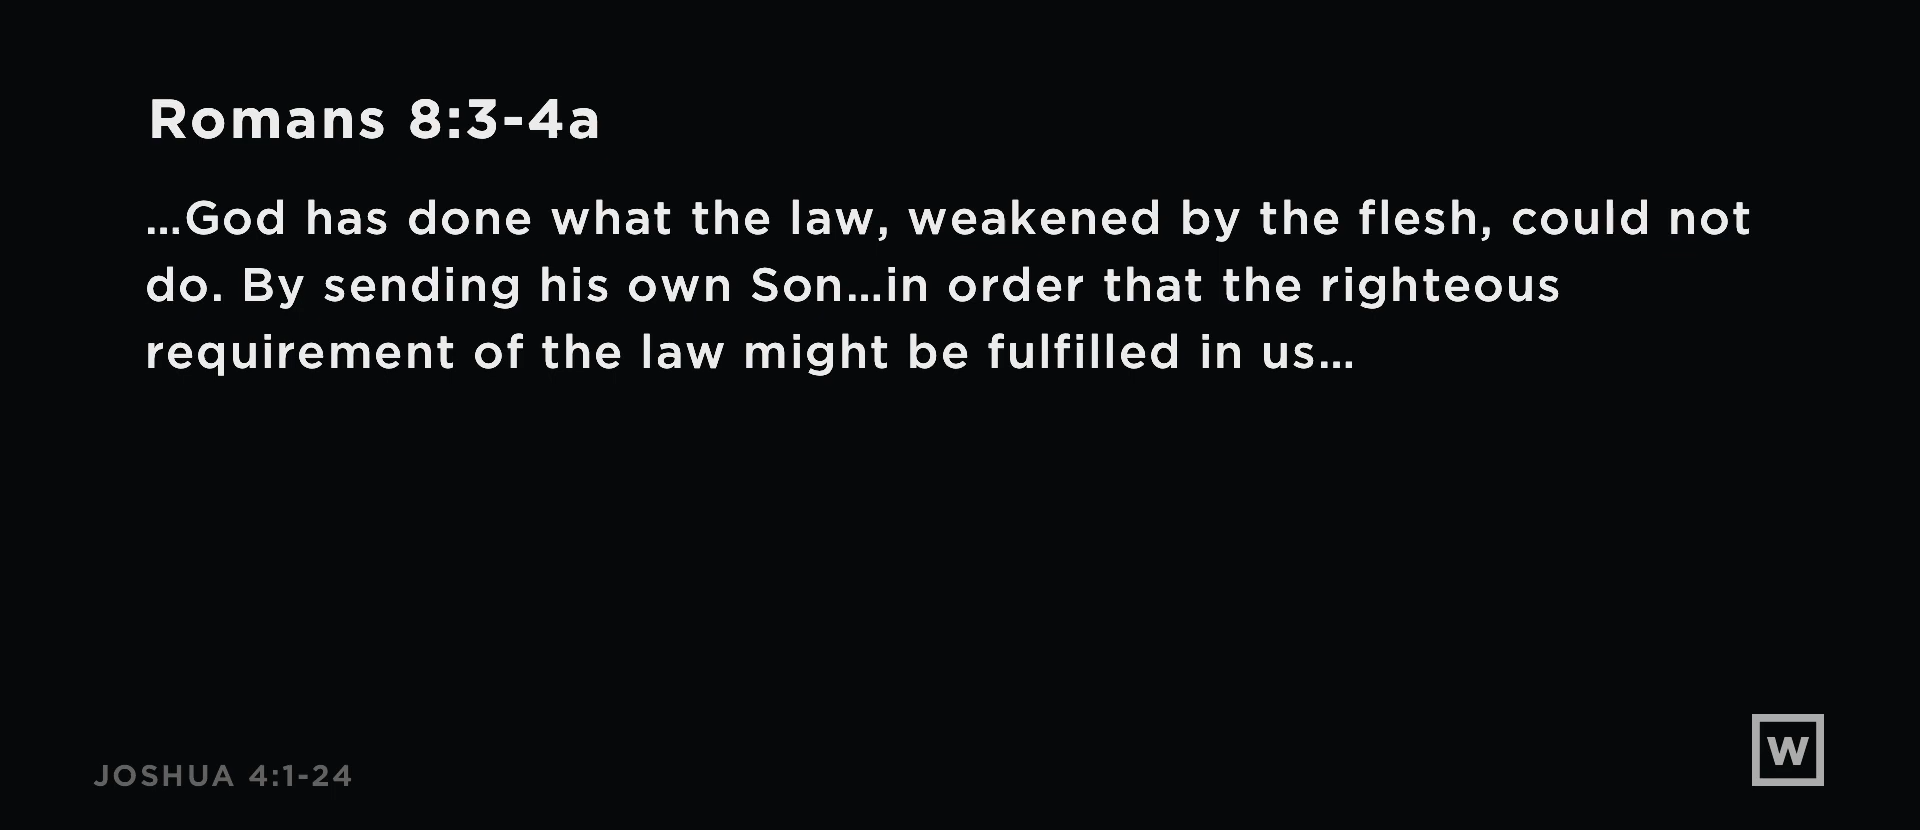 Romans 8:3-4a
...God has done what the law, weakened by the flesh, could not
do. By sending his own Son...in order that the righteous
requirement of the law might be fulfilled in us...
JOSHUA 4:1-24
W